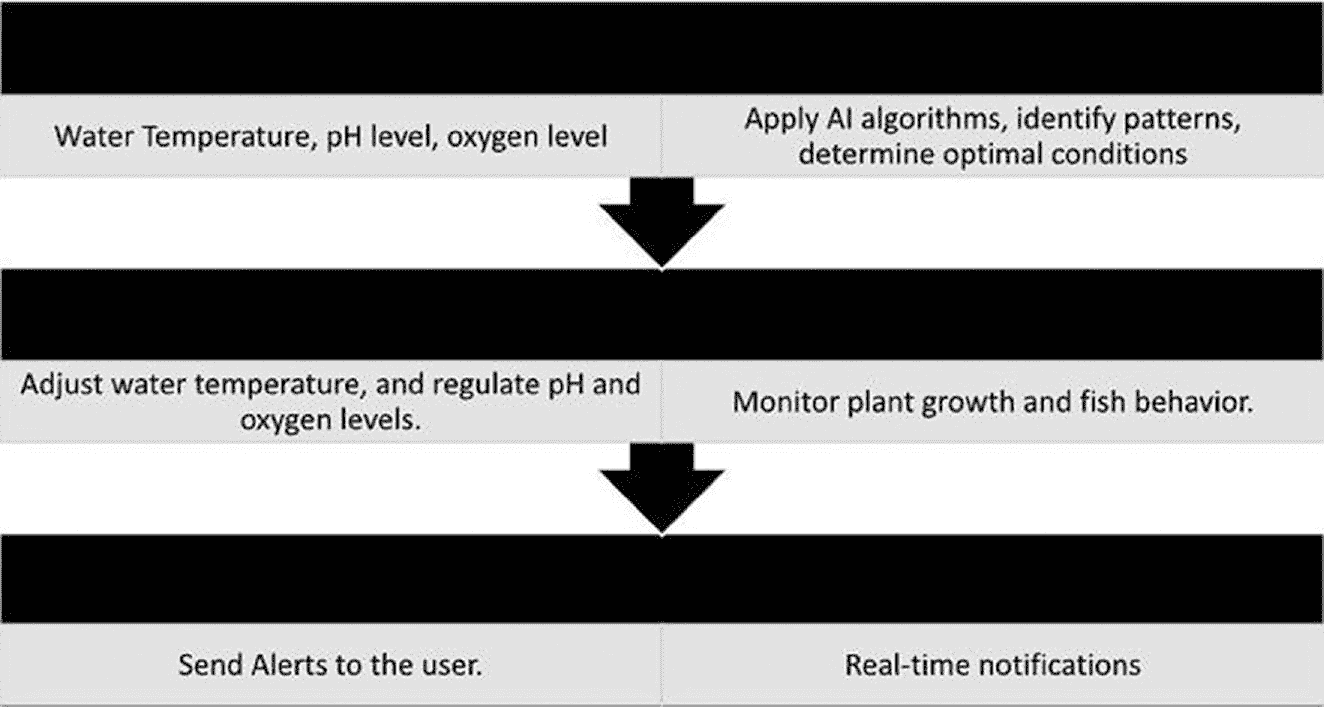 Water Temperature, pH level, oxygen level
Apply AI algorithms, identify patterns,
determine optimal conditions
Adjust water temperature, and regulate pH and
oxygen levels.
Monitor plant growth and fish behavior.
Send Alerts to the user.
Real-time notifications